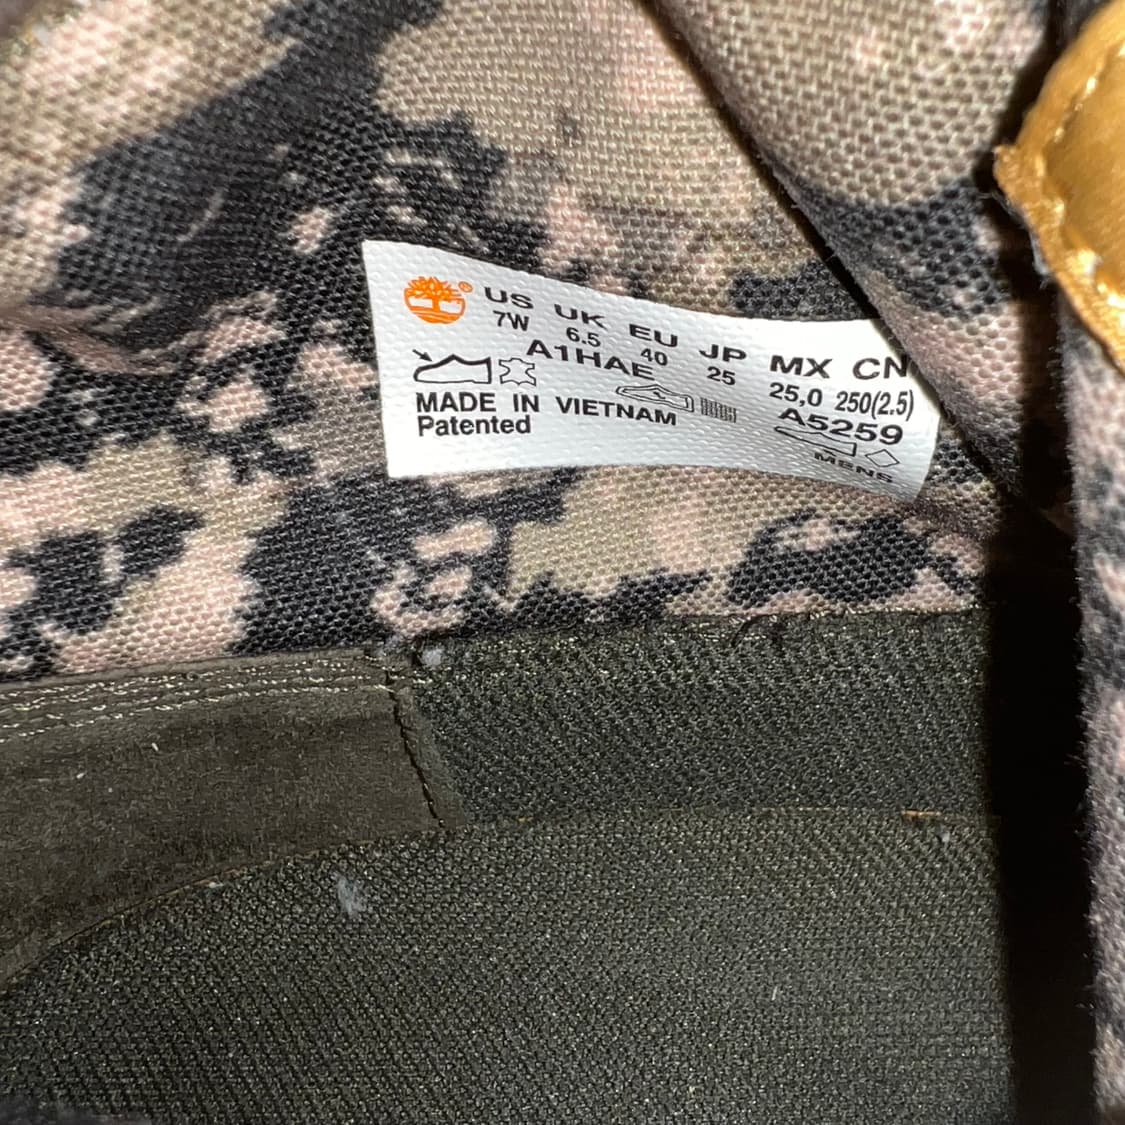 US UK EU JP MX CN
7W 6.5 40 25 25,0 250(2.5)
A1HAE A5259
MADE IN VIETNAM MENS
Patented